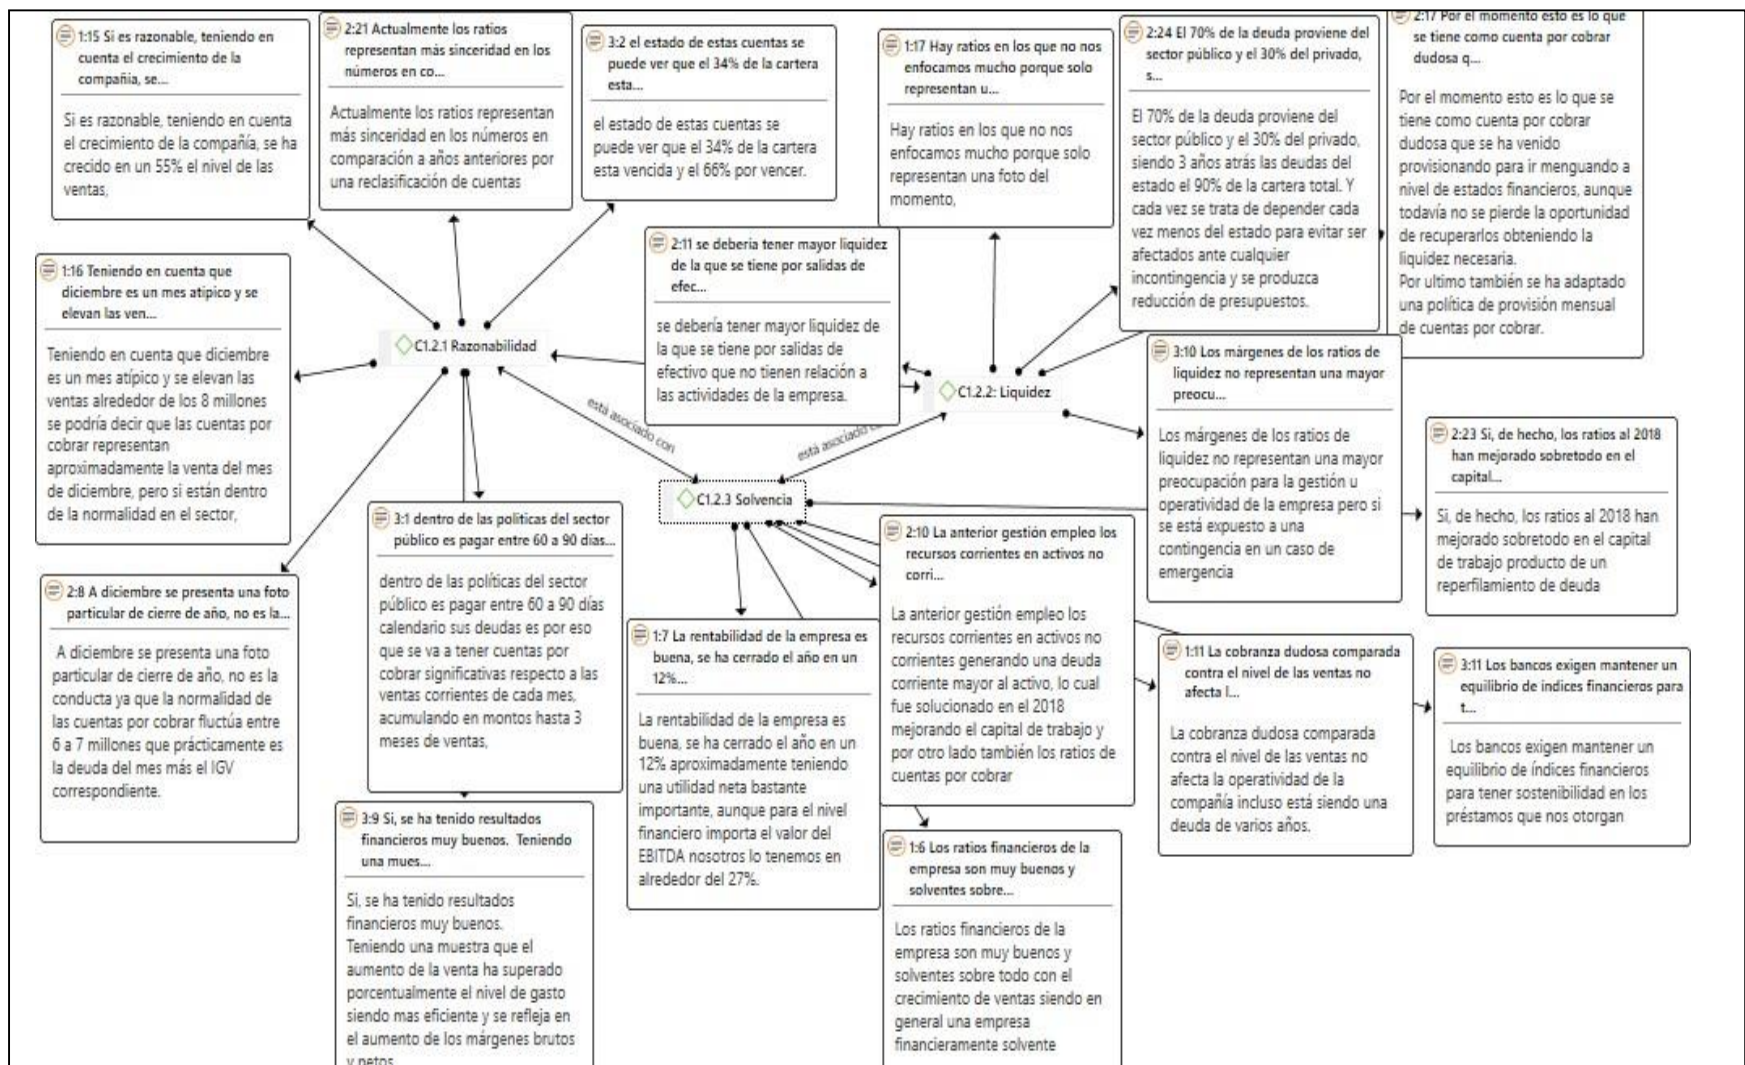 1:15 Si es razonable, teniendo en
cuenta el crecimiento de la
compañia, se...
Si es razonable, teniendo en cuenta
el crecimiento de la compañía, se ha
crecido en un 55% el nivel de las
ventas,
2:21 Actualmente los ratios
representan más sinceridad en los
números en co...
Actualmente los ratios representan
más sinceridad en los números en
comparación a años anteriores por
una reclasificación de cuentas
3:2 el estado de estas cuentas se
puede ver que el 34% de la cartera
esta...
el estado de estas cuentas se
puede ver que el 34% de la cartera
esta vencida y el 66% por vencer.
1:17 Hay ratios en los que no nos
enfocamos mucho porque solo
representan u...
Hay ratios en los que no nos
enfocamos mucho porque solo
representan una foto del
momento,
2:24 El 70% de la deuda proviene del
sector público y el 30% del privado,
s...
El 70% de la deuda proviene del
sector público y el 30% del privado,
siendo 3 años atrás las deudas del
estado el 90% de la cartera total. Y
cada vez se trata de depender cada
vez menos del estado para evitar ser
afectados ante cualquier
incontingencia y se produzca
reducción de presupuestos.
2:17 Por el momento esto es lo que
se tiene como cuenta por cobrar
dudosa q...
Por el momento esto es lo que se
tiene como cuenta por cobrar
dudosa que se ha venido
provisionando para ir menguando a
nivel de estados financieros, aunque
todavía no se pierde la oportunidad
de recuperarlos obteniendo la
liquidez necesaria.
Por ultimo también se ha adaptado
una política de provisión mensual
de cuentas por cobrar.
1:16 Teniendo en cuenta que
diciembre es un mes atipico y se
elevan las ven...
Teniendo en cuenta que diciembre
es un mes atípico y se elevan las
ventas alrededor de los 8 millones
se podría decir que las cuentas por
cobrar representan
aproximadamente la venta del mes
de diciembre, pero si están dentro
de la normalidad en el sector,
2:11 se deberia tener mayor liquidez
de la que se tiene por salidas de
efec...
se debería tener mayor liquidez de
la que se tiene por salidas de
efectivo que no tienen relación a
las actividades de la empresa.
C1.2.1 Razonabilidad
C1.2.2: Liquidez
está asociado con
está asociado
C1.2.3 Solvencia
3:10 Los márgenes de los ratios de
liquidez no representan una mayor
preocu...
Los márgenes de los ratios de
liquidez no representan una mayor
preocupación para la gestión u
operatividad de la empresa pero si
se está expuesto a una
contingencia en un caso de
emergencia
2:23 Si, de hecho, los ratios al 2018
han mejorado sobretodo en el
capital...
Si, de hecho, los ratios al 2018 han
mejorado sobretodo en el capital
de trabajo producto de un
reperfilamiento de deuda
2:8 A diciembre se presenta una foto
particular de cierre de año, no es la...
A diciembre se presenta una foto
particular de cierre de año, no es la
conducta ya que la normalidad de
las cuentas por cobrar fluctúa entre
6 a 7 millones que prácticamente es
la deuda del mes más el IGV
correspondiente.
3:1 dentro de las politicas del sector
público es pagar entre 60 a 90 dias...
dentro de las políticas del sector
público es pagar entre 60 a 90 días
calendario sus deudas es por eso
que se va a tener cuentas por
cobrar significativas respecto a las
ventas corrientes de cada mes,
acumulando en montos hasta 3
meses de ventas,
1:7 La rentabilidad de la empresa es
buena, se ha cerrado el año en un
12%...
La rentabilidad de la empresa es
buena, se ha cerrado el año en un
12% aproximadamente teniendo
una utilidad neta bastante
importante, aunque para el nivel
financiero importa el valor del
EBITDA nosotros lo tenemos en
alrededor del 27%.
2:10 La anterior gestión empleo los
recursos corrientes en activos no
corri...
La anterior gestión empleo los
recursos corrientes en activos no
corrientes generando una deuda
corriente mayor al activo, lo cual
fue solucionado en el 2018
mejorando el capital de trabajo y
por otro lado también los ratios de
cuentas por cobrar
1:11 La cobranza dudosa comparada
contra el nivel de las ventas no
afecta l...
La cobranza dudosa comparada
contra el nivel de las ventas no
afecta la operatividad de la
compañía incluso está siendo una
deuda de varios años.
3:11 Los bancos exigen mantener un
equilibrio de indices financieros para
t...
Los bancos exigen mantener un
equilibrio de índices financieros
para tener sostenibilidad en los
préstamos que nos otorgan
3:9 Si, se ha tenido resultados
financieros muy buenos. Teniendo
una mues...
Si, se ha tenido resultados
financieros muy buenos.
Teniendo una muestra que el
aumento de la venta ha superado
porcentualmente el nivel de gasto
siendo mas eficiente y se refleja en
el aumento de los márgenes brutos
y netos
1:6 Los ratios financieros de la
empresa son muy buenos y
solventes sobre...
Los ratios financieros de la
empresa son muy buenos y
solventes sobre todo con el
crecimiento de ventas siendo en
general una empresa
financieramente solvente